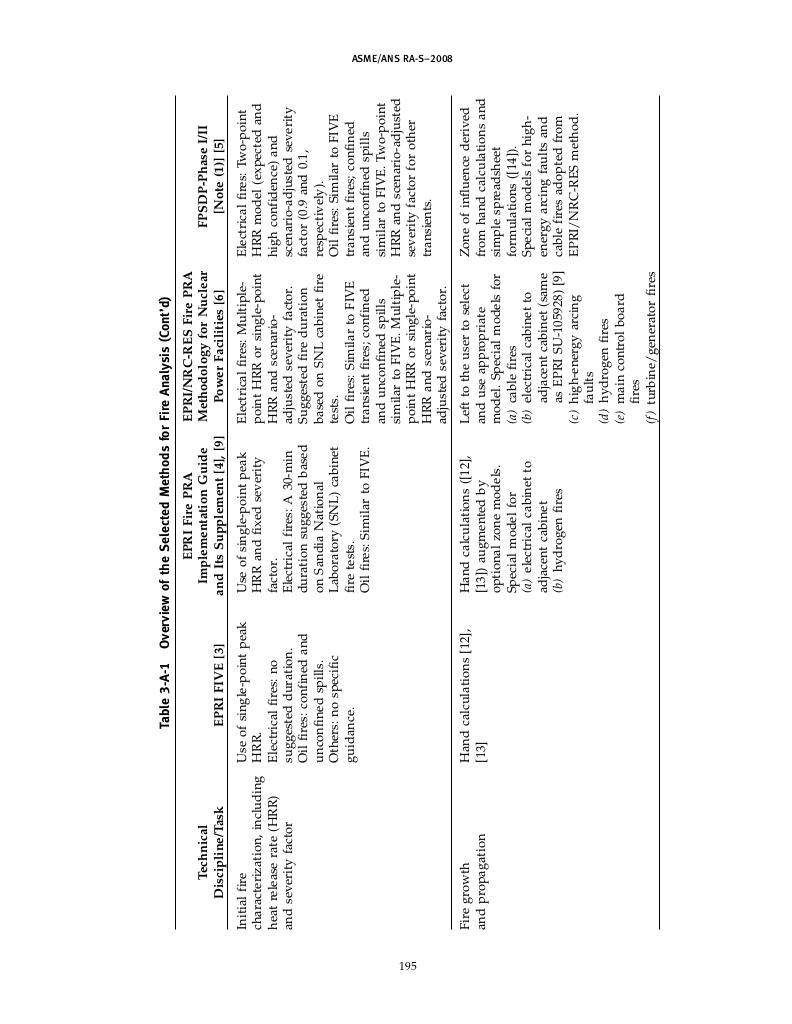 ASME/ANS RA-S–2008
Table 3-A-1 Overview of the Selected Methods for Fire Analysis (Cont'd)
Technical
Discipline/Task
EPRI FIVE [3]
EPRI Fire PRA
Implementation Guide
and Its Supplement [4], [9]
EPRI/NRC-RES Fire PRA
Methodology for Nuclear
Power Facilities [6]
FPSDP-Phase I/II
[Note (1)] [5]
Initial fire
characterization, including
heat release rate (HRR)
and severity factor
Use of single-point peak
HRR.
Electrical fires: no
suggested duration.
Oil fires: confined and
unconfined spills.
Others: no specific
guidance.
Use of single-point peak
HRR and fixed severity
factor.
Electrical fires: A 30-min
duration suggested based
on Sandia National
Laboratory (SNL) cabinet
fire tests.
Oil fires: Similar to FIVE.
Electrical fires: Multiple-
point HRR or single-point
HRR and scenario-
adjusted severity factor.
Suggested fire duration
based on SNL cabinet fire
tests.
Oil fires: Similar to FIVE
transient fires; confined
and unconfined spills
similar to FIVE. Multiple-
point HRR or single-point
HRR and scenario-
adjusted severity factor.
Electrical fires: Two-point
HRR model (expected and
high confidence) and
scenario-adjusted severity
factor (0.9 and 0.1,
respectively).
Oil fires: Similar to FIVE
transient fires; confined
and unconfined spills
similar to FIVE. Two-point
HRR and scenario-adjusted
severity factor for other
transients.
Fire growth
and propagation
Hand calculations [12],
[13]
Hand calculations ([12],
[13]) augmented by
optional zone models.
Special model for
(a) electrical cabinet to
adjacent cabinet
(b) hydrogen fires
Left to the user to select
and use appropriate
model. Special models for
(a) cable fires
(b) electrical cabinet to
adjacent cabinet (same
as EPRI SU-105928) [9]
(c) high-energy arcing
faults
(d) hydrogen fires
(e) main control board
fires
(f) turbine/generator fires
Zone of influence derived
from hand calculations and
simple spreadsheet
formulations ([14]).
Special models for high-
energy arcing faults and
cable fires adopted from
EPRI/NRC-RES method.
195